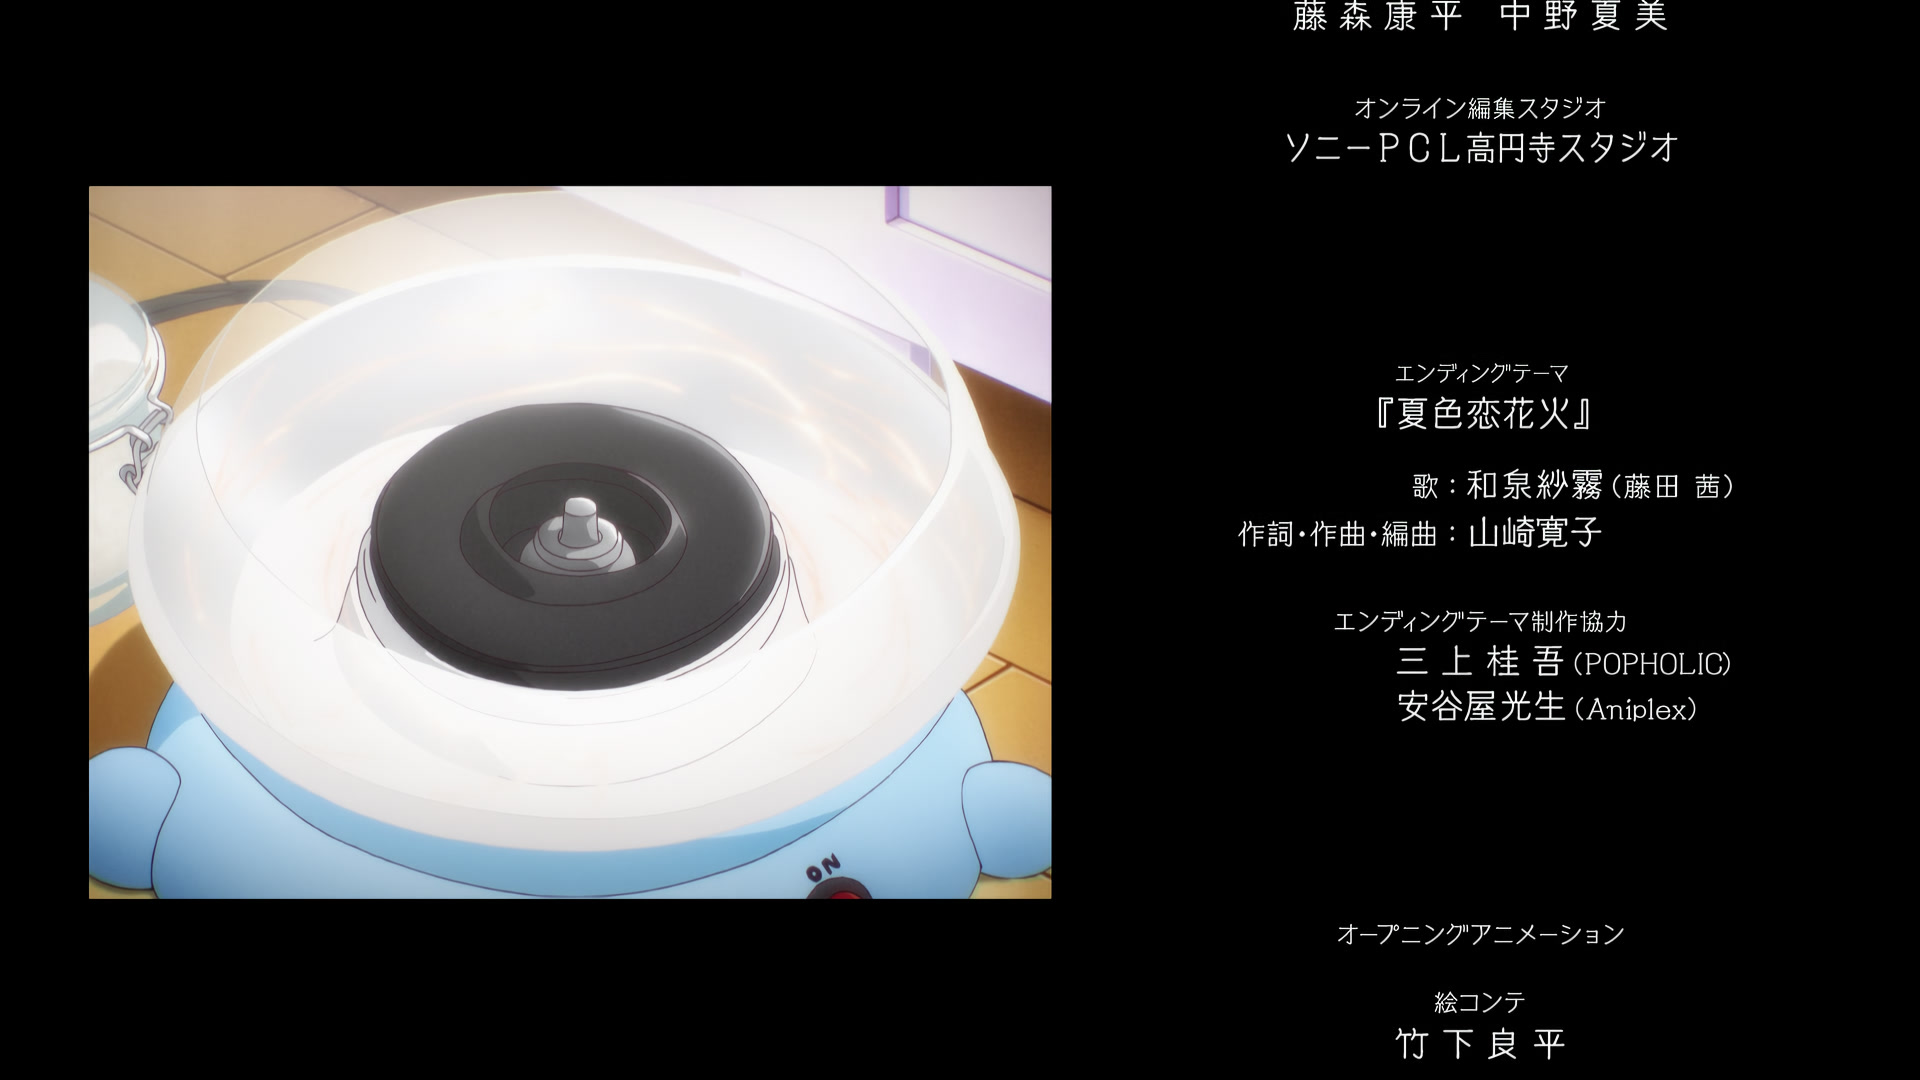 藤森康平 中野夏美
オンライン編集スタジオ
ソニーPCL高円寺スタジオ
エンディングテーマ
『夏色恋花火』
歌：和泉紗霧（藤田 茜）
作詞・作曲・編曲：山崎寛子
エンディングテーマ制作協力
三上桂吾（POPHOLIC）
安谷屋光生（Aniplex）
オープニングアニメーション
絵コンテ
竹下良平
ON